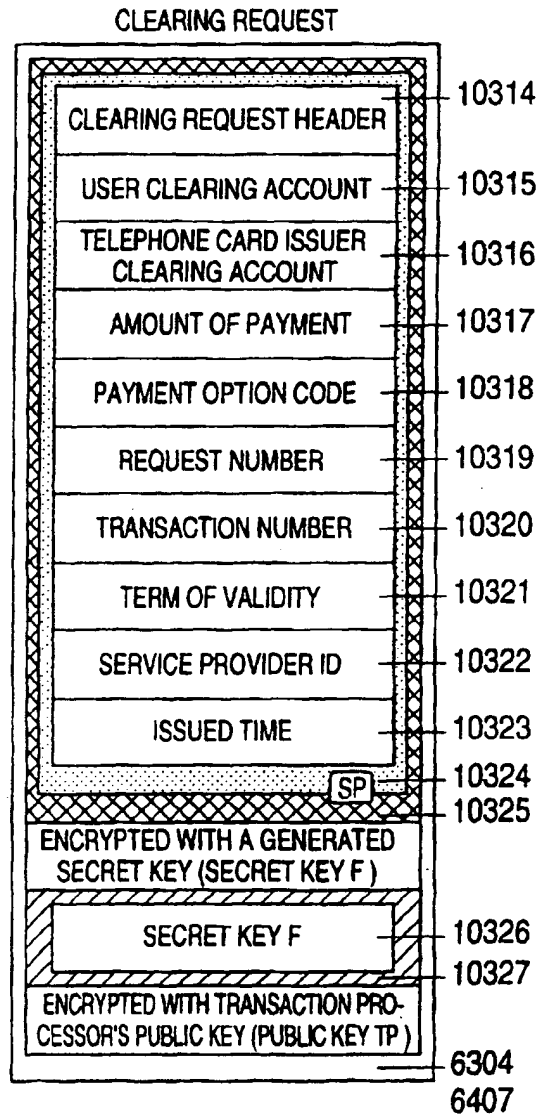 CLEARING REQUEST
CLEARING REQUEST HEADER
10314
USER CLEARING ACCOUNT
10315
TELEPHONE CARD ISSUER
CLEARING ACCOUNT
10316
AMOUNT OF PAYMENT
10317
PAYMENT OPTION CODE
10318
REQUEST NUMBER
10319
TRANSACTION NUMBER
10320
TERM OF VALIDITY
10321
SERVICE PROVIDER ID
10322
ISSUED TIME
10323
SP
10324
10325
ENCRYPTED WITH A GENERATED
SECRET KEY (SECRET KEY F )
SECRET KEY F
10326
10327
ENCRYPTED WITH TRANSACTION PRO-
CESSOR'S PUBLIC KEY (PUBLIC KEY TP )
6304
6407